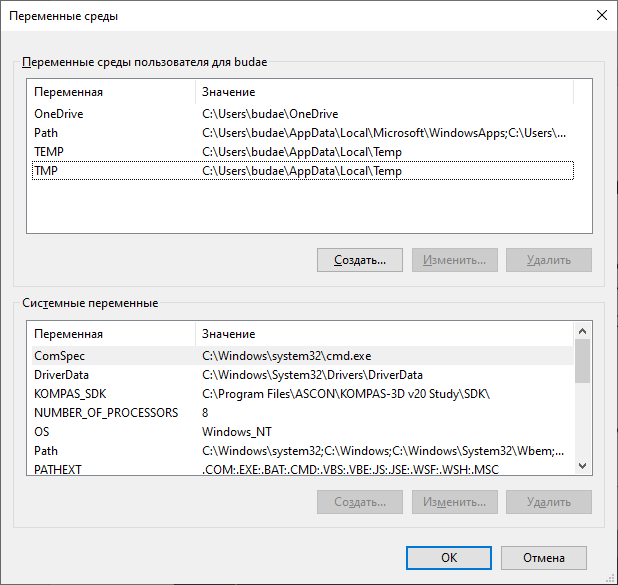 Переменные среды
Переменные среды пользователя для budae
Переменная Значение
OneDrive C:\Users\budae\OneDrive
Path C:\Users\budae\AppData\Local\Microsoft\WindowsApps;C:\Users\...
TEMP C:\Users\budae\AppData\Local\Temp
TMP C:\Users\budae\AppData\Local\Temp
Создать... Изменить... Удалить
Системные переменные
Переменная Значение
ComSpec C:\Windows\system32\cmd.exe
DriverData C:\Windows\System32\Drivers\DriverData
KOMPAS_SDK C:\Program Files\ASCON\KOMPAS-3D v20 Study\SDK\
NUMBER_OF_PROCESSORS 8
OS Windows_NT
Path C:\Windows\system32;C:\Windows;C:\Windows\System32\Wbem;...
PATHEXT .COM;.EXE;.BAT;.CMD;.VBS;.VBE;.JS;.JSE;.WSF;.WSH;.MSC
Создать... Изменить... Удалить
ОК Отмена